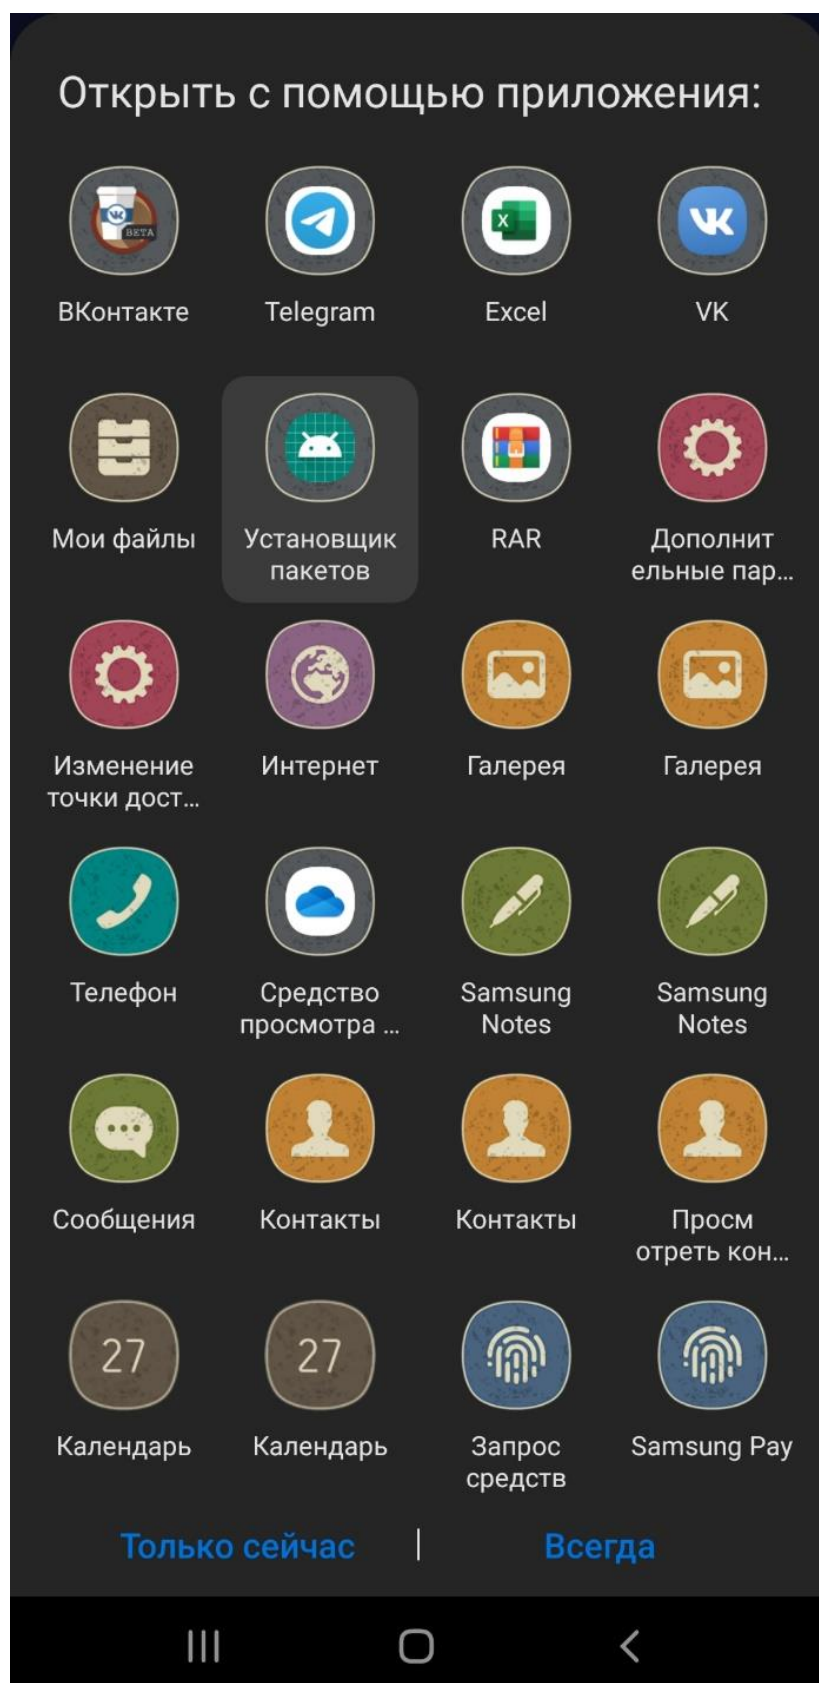 Открыть с помощью приложения:
BETA
ВКонтакте
Telegram
Excel
VK
Мои файлы
Установщик
пакетов
RAR
Дополнит
ельные пар...
Изменение
точки дост...
Интернет
Галерея
Галерея
Телефон
Средство
просмотра ...
Samsung
Notes
Samsung
Notes
Сообщения
Контакты
Контакты
Просм
отреть кон...
27
27
Календарь
Календарь
Запрос
средств
Samsung Pay
Только сейчас
Всегда